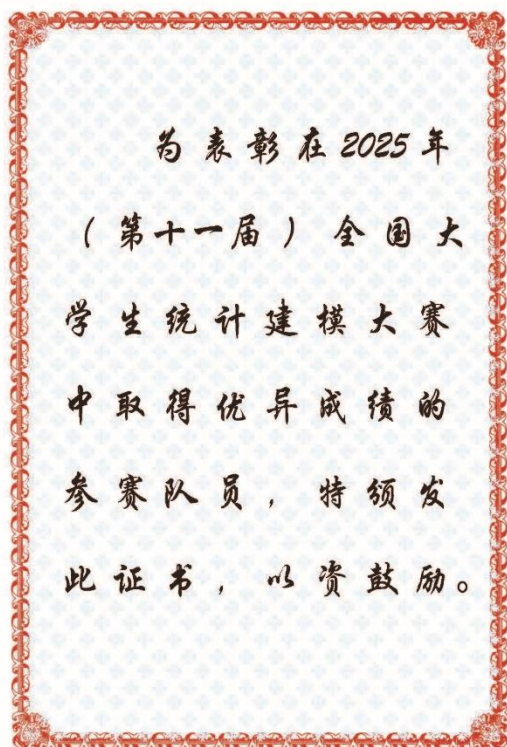 为表彰在2025年
（第十一届）全国大
学生统计建模大赛
中取得优异成绩的
参赛队员，特颁发
此证书，以资鼓励。